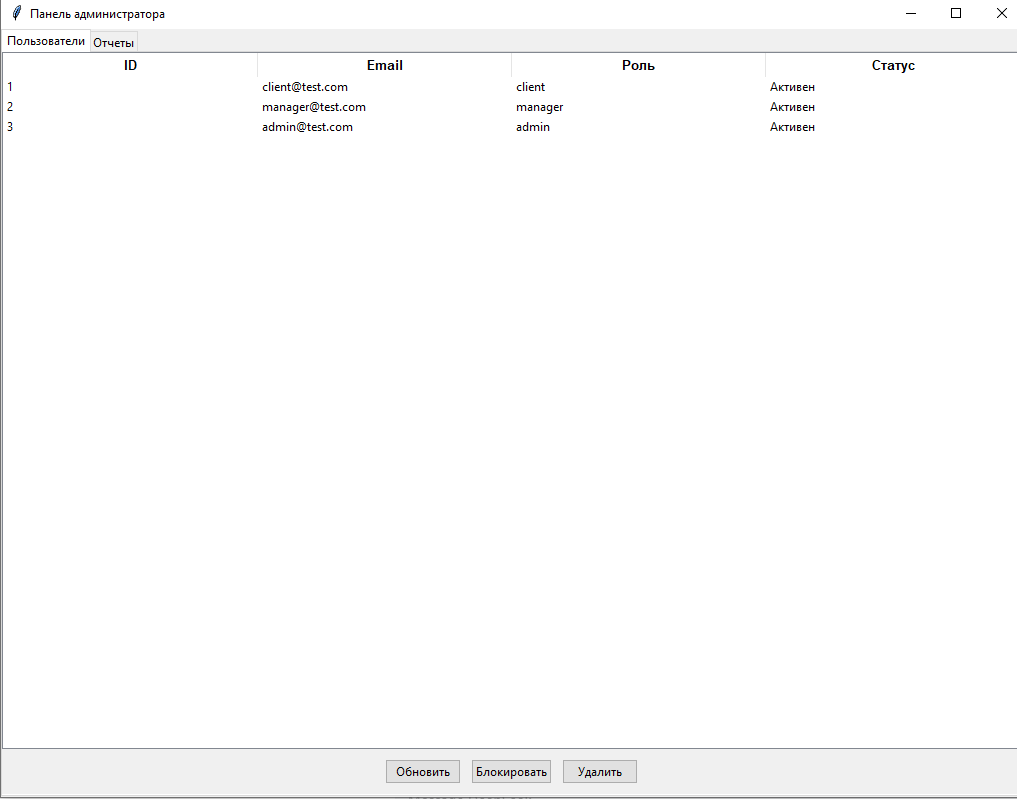 Панель администратора
Пользователи Отчеты
ID Email Роль Статус
1 client@test.com client Активен
2 manager@test.com manager Активен
3 admin@test.com admin Активен
Обновить Блокировать Удалить